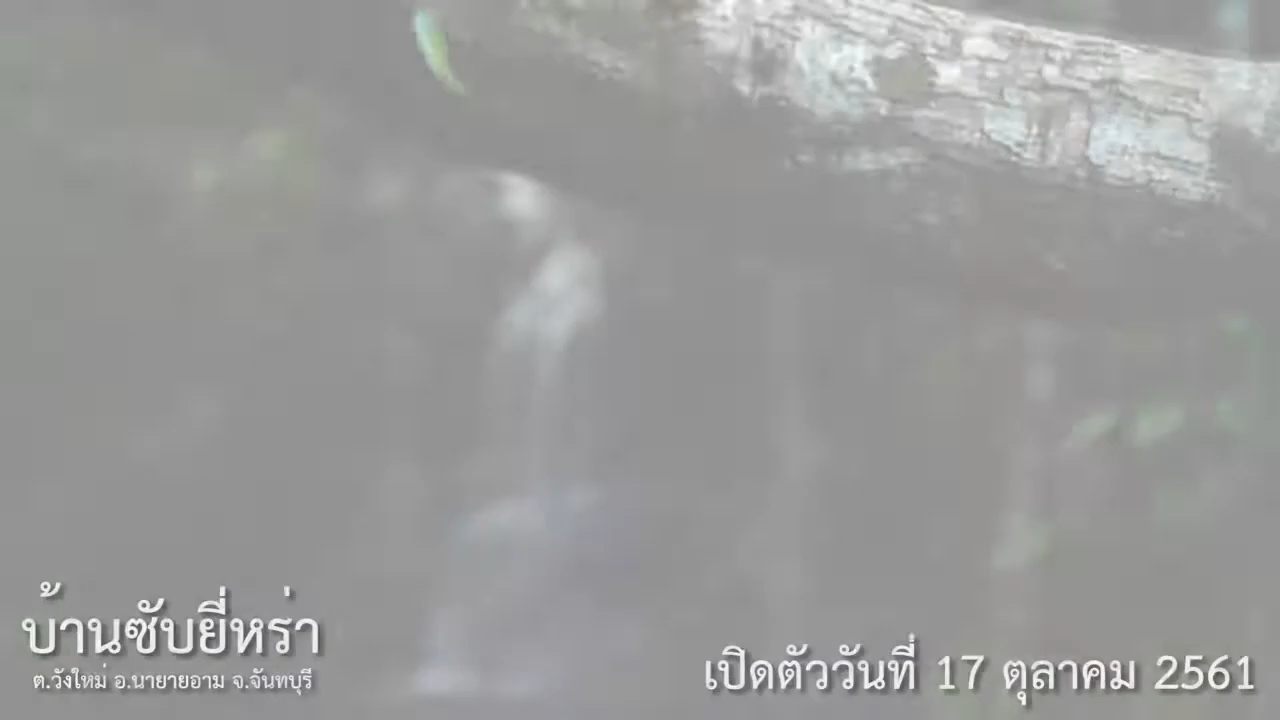 บ้านซับยี่หร่า
ต.วังใหม่ อ.นายายอาม จ.จันทบุรี
เปิดตัววันที่ 17 ตุลาคม 2561